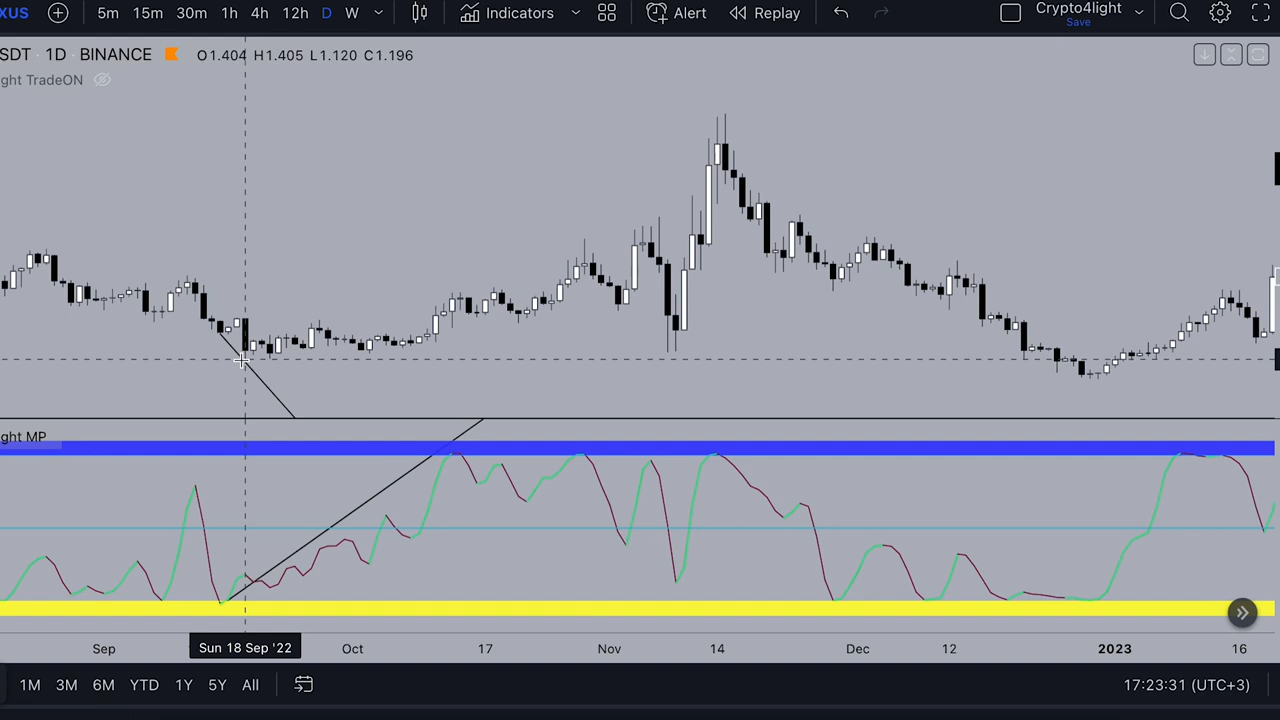 XUS 5m 15m 30m 1h 4h 12h D W Indicators Alert Replay Crypto4light
Save
SDT · 1D · BINANCE O1.404 H1.405 L1.120 C1.196
ght TradeON
ght MP
Sep Sun 18 Sep '22 Oct 17 Nov 14 Dec 12 2023 16
1M 3M 6M YTD 1Y 5Y All 17:23:31 (UTC+3)